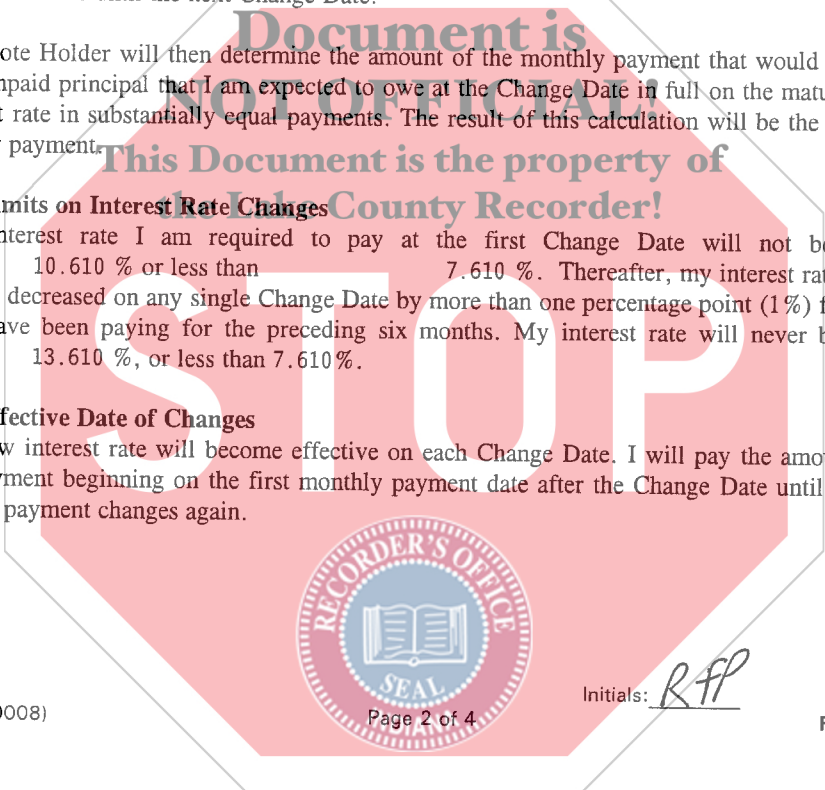 until the next Change Date.
Document is
ote Holder will then determine the amount of the monthly payment that would
npaid principal that I am expected to owe at the Change Date in full on the matu
NOT OFFICIAL!
t rate in substantially equal payments. The result of this calculation will be the
payment.
This Document is the property of
the Lake County Recorder!
mits on Interest Rate Changes
nterest rate I am required to pay at the first Change Date will not b
10.610 % or less than 7.610 %. Thereafter, my interest rat
decreased on any single Change Date by more than one percentage point (1%) f
ave been paying for the preceding six months. My interest rate will never b
13.610 %, or less than 7.610%.
STOP
fective Date of Changes
w interest rate will become effective on each Change Date. I will pay the amo
ment beginning on the first monthly payment date after the Change Date until
payment changes again.
RECORDER'S OFFICE
SEAL
INDIANA
Initials: RFP
0008)
Page 2 of 4
F